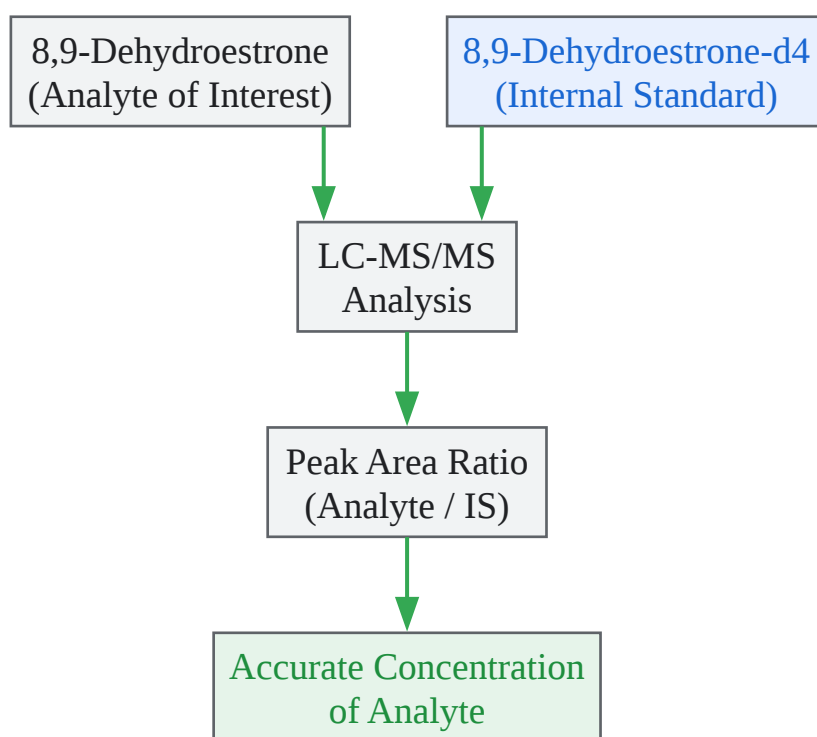 8,9-Dehydroestrone
(Analyte of Interest)
8,9-Dehydroestrone-d4
(Internal Standard)
LC-MS/MS
Analysis
Peak Area Ratio
(Analyte / IS)
Accurate Concentration
of Analyte